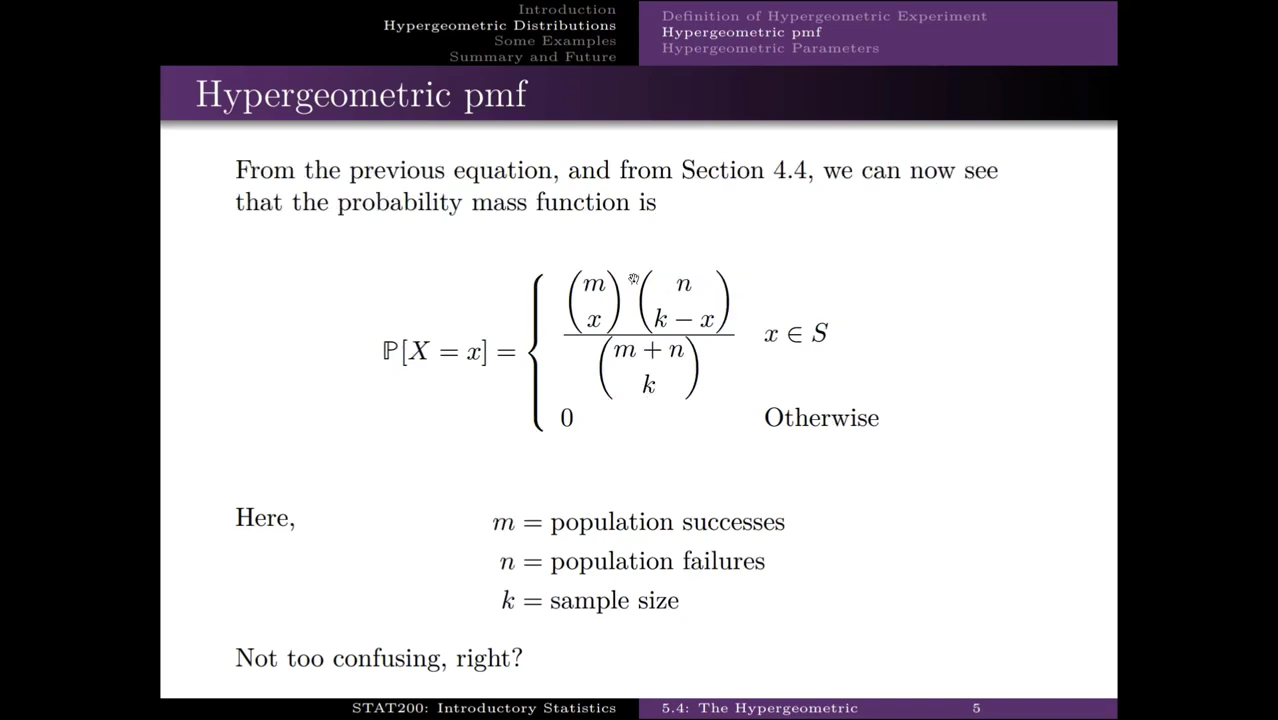 Introduction
Hypergeometric Distributions
Some Examples
Summary and Future
Definition of Hypergeometric Experiment
Hypergeometric pmf
Hypergeometric Parameters
Hypergeometric pmf
From the previous equation, and from Section 4.4, we can now see
that the probability mass function is
ℙ[X = x] = { (m x) (n k − x) / (m + n k) x ∈ S
0 Otherwise
Here,
m = population successes
n = population failures
k = sample size
Not too confusing, right?
STAT200: Introductory Statistics
5.4: The Hypergeometric
5